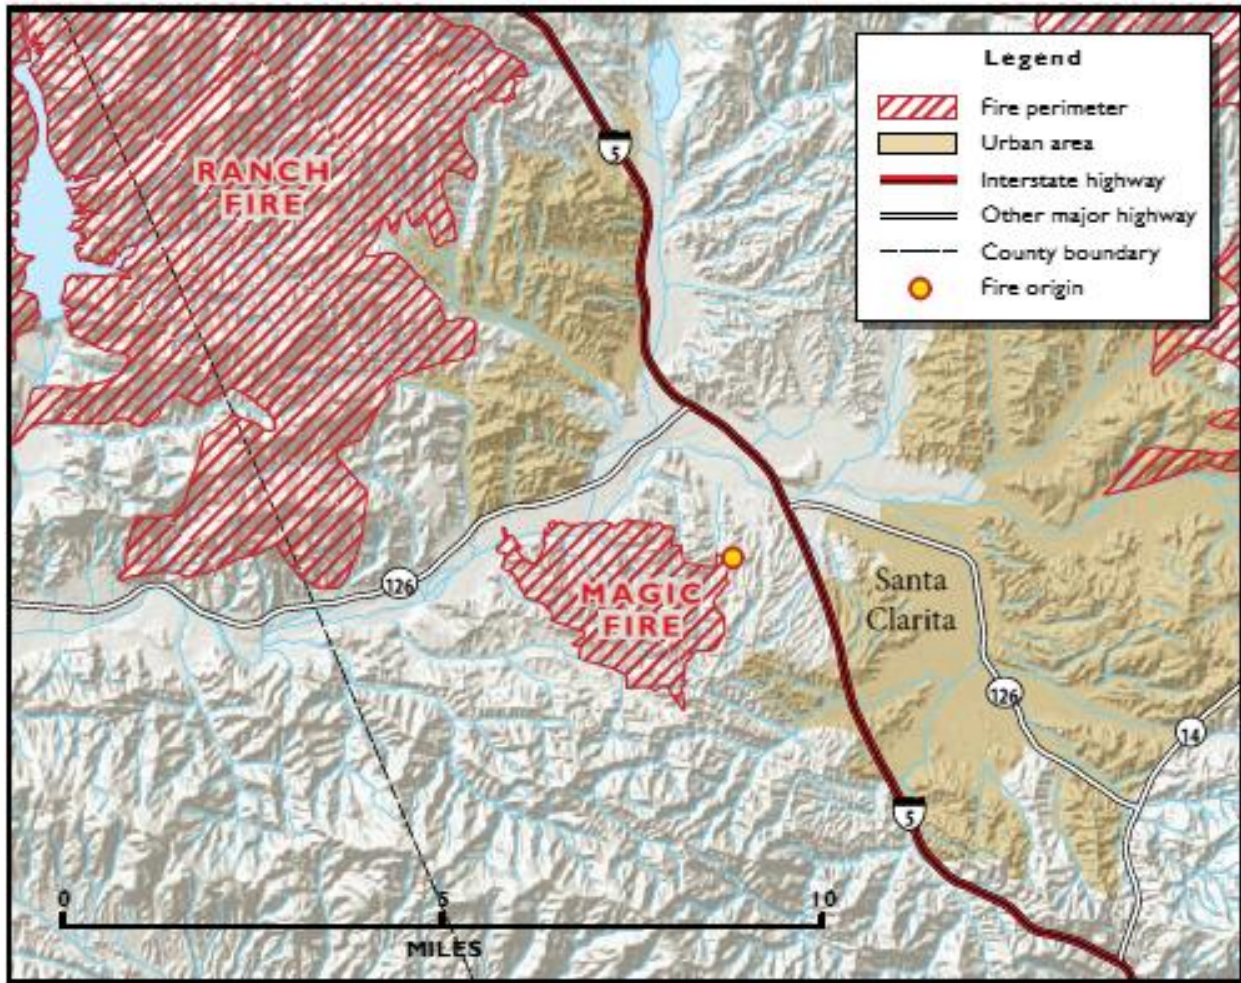 Legend
Fire perimeter
Urban area
Interstate highway
Other major highway
County boundary
Fire origin
5
RANCH
FIRE
126
MAGIC
FIRE
Santa
Clarita
126
14
5
0 5 10
MILES